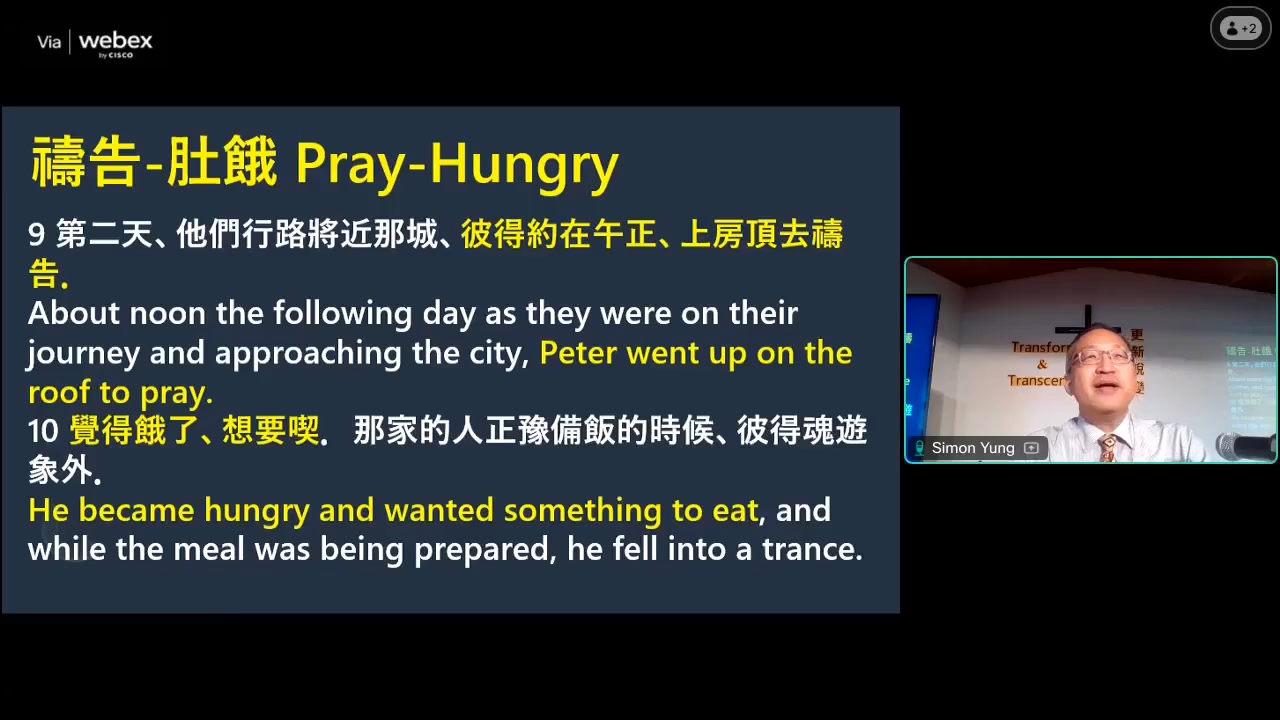 Via | webex
by CISCO
+2
禱告-肚餓 Pray-Hungry
9 第二天、他們行路將近那城、彼得約在午正、上房頂去禱
告．
About noon the following day as they were on their
journey and approaching the city, Peter went up on the
roof to pray.
10 覺得餓了、想要喫． 那家的人正豫備飯的時候、彼得魂遊
象外．
He became hungry and wanted something to eat, and
while the meal was being prepared, he fell into a trance.
Transfor
&
Transce
更
新
Simon Yung
禱告-肚餓